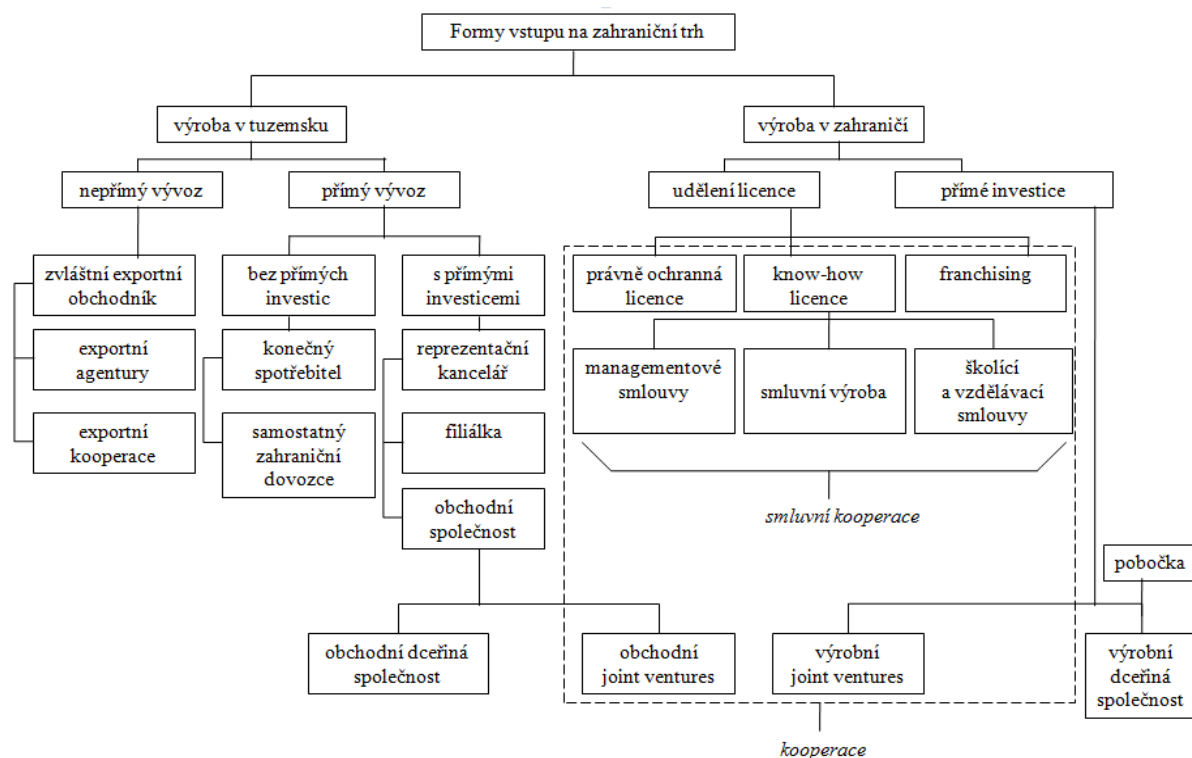 Formy vstupu na zahraniční trh
výroba v tuzemsku
výroba v zahraničí
nepřímý vývoz
přímý vývoz
udělení licence
přímé investice
zvláštní exportní
obchodník
bez přímých
investic
s přímými
investicemi
právně ochranná
licence
know-how
licence
franchising
exportní
agentury
konečný
spotřebitel
reprezentační
kancelář
managementové
smlouvy
smluvní výroba
školící
a vzdělávací
smlouvy
exportní
kooperace
samostatný
zahraniční
dovozce
filiálka
obchodní
společnost
smluvní kooperace
pobočka
obchodní dceřiná
společnost
obchodní
joint ventures
výrobní
joint ventures
výrobní
dceřiná
společnost
kooperace